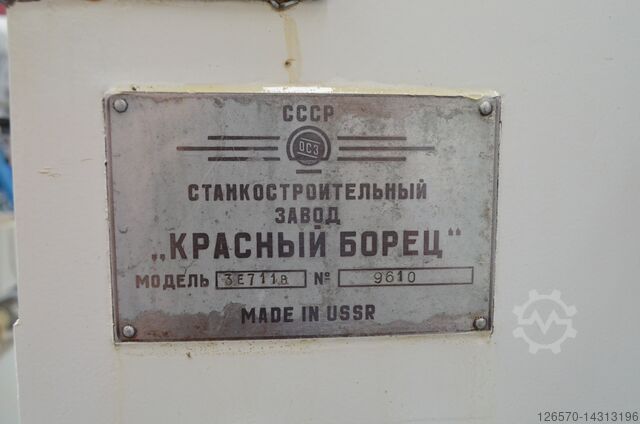 СССР
ОСЗ
СТАНКОСТРОИТЕЛЬНЫЙ
ЗАВОД
„КРАСНЫЙ БОРЕЦ"
МОДЕЛЬ 3Е711В № 9610
MADE IN USSR
126570-14313196